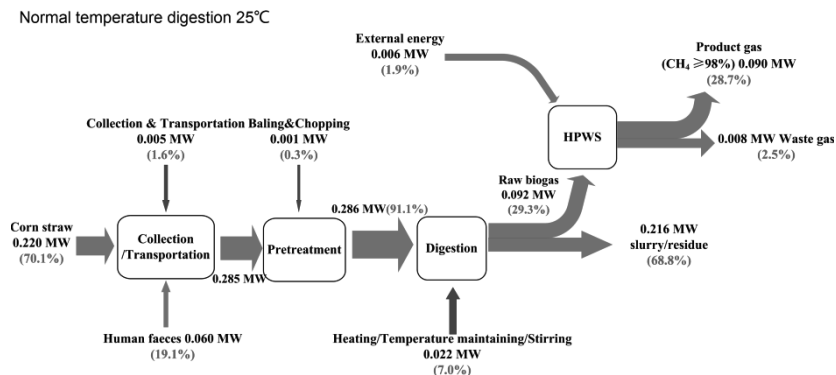 Normal temperature digestion 25℃
External energy
0.006 MW
(1.9%)
Product gas
(CH₄ ≥98%) 0.090 MW
(28.7%)
HPWS
0.008 MW Waste gas
(2.5%)
Collection & Transportation
0.005 MW
(1.6%)
Baling&Chopping
0.001 MW
(0.3%)
Raw biogas
0.092 MW
(29.3%)
Corn straw
0.220 MW
(70.1%)
Collection
/Transportation
0.285 MW
Pretreatment
0.286 MW(91.1%)
Digestion
0.216 MW
slurry/residue
(68.8%)
Human faeces 0.060 MW
(19.1%)
Heating/Temperature maintaining/Stirring
0.022 MW
(7.0%)